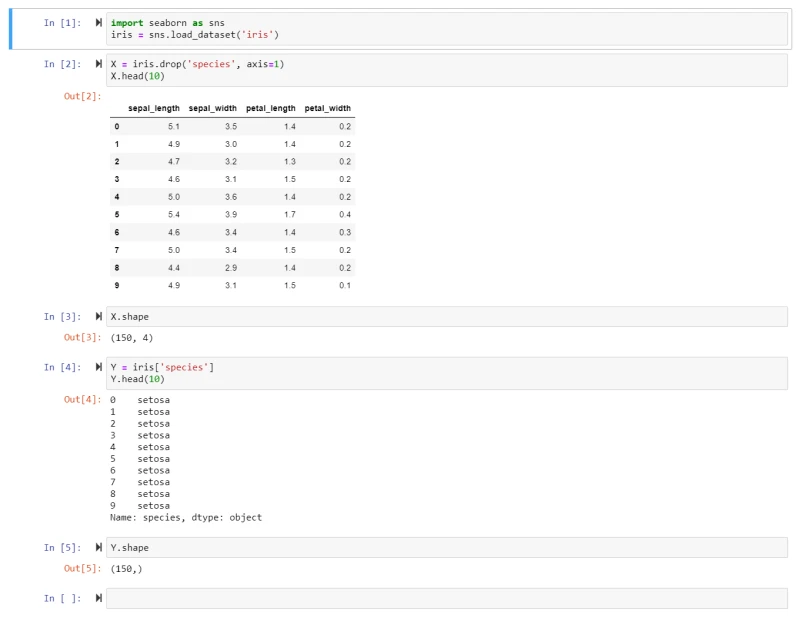 In [1]: import seaborn as sns
iris = sns.load_dataset('iris')
In [2]: X = iris.drop('species', axis=1)
X.head(10)
Out[2]:
sepal_length sepal_width petal_length petal_width
0 5.1 3.5 1.4 0.2
1 4.9 3.0 1.4 0.2
2 4.7 3.2 1.3 0.2
3 4.6 3.1 1.5 0.2
4 5.0 3.6 1.4 0.2
5 5.4 3.9 1.7 0.4
6 4.6 3.4 1.4 0.3
7 5.0 3.4 1.5 0.2
8 4.4 2.9 1.4 0.2
9 4.9 3.1 1.5 0.1
In [3]: X.shape
Out[3]: (150, 4)
In [4]: Y = iris['species']
Y.head(10)
Out[4]: 0 setosa
1 setosa
2 setosa
3 setosa
4 setosa
5 setosa
6 setosa
7 setosa
8 setosa
9 setosa
Name: species, dtype: object
In [5]: Y.shape
Out[5]: (150,)
In [ ]: